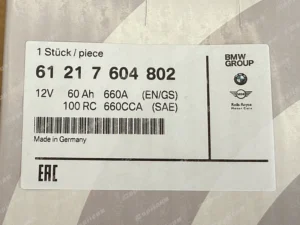 1 Stück / piece
BMW
GROUP
61 21 7 604 802
12V 60 Ah 660A (EN/GS)
100 RC 660CCA (SAE)
Made in Germany
EAC